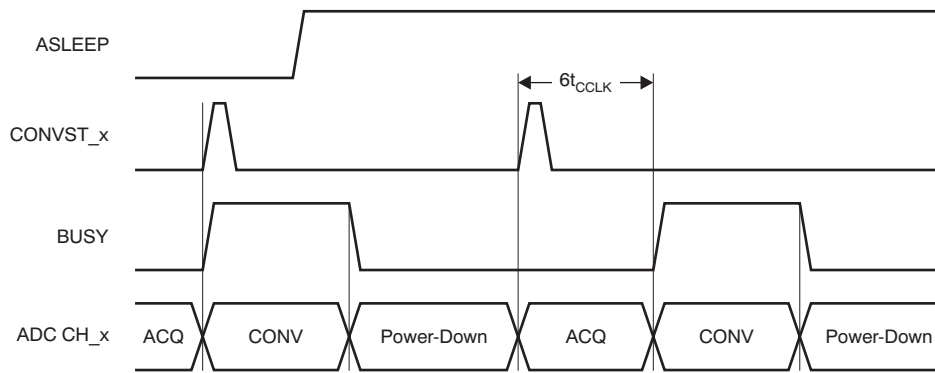 ASLEEP
6tCCLK
CONVST_x
BUSY
ADC CH_x ACQ CONV Power-Down ACQ CONV Power-Down